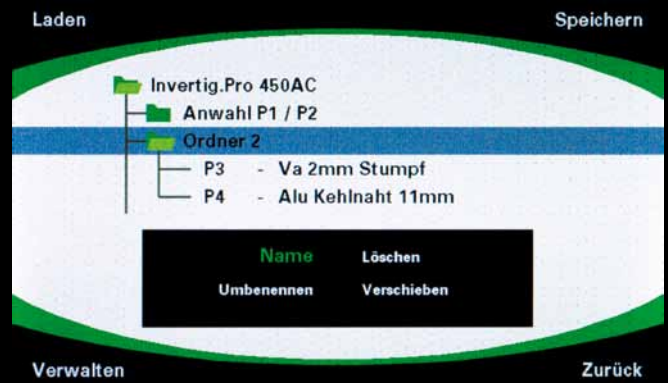 Laden Speichern
Invertig.Pro 450AC
Anwahl P1 / P2
Ordner 2
P3 - Va 2mm Stumpf
P4 - Alu Kehlnaht 11mm
Name Löschen
Umbenennen Verschieben
Verwalten Zurück